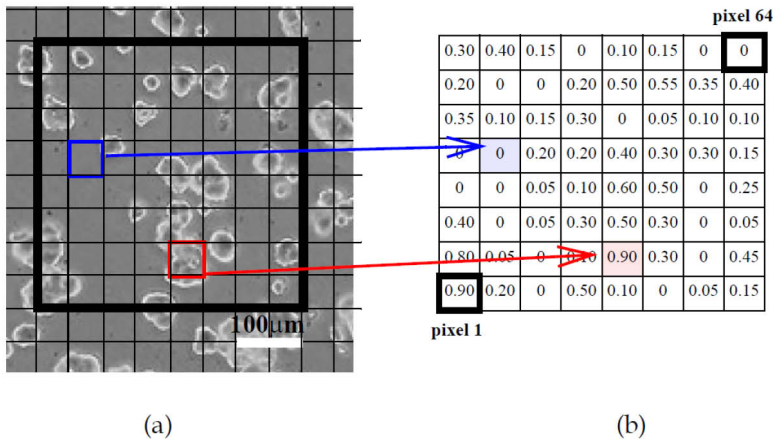 pixel 64
0.30 0.40 0.15 0 0.10 0.15 0 0
0.20 0 0 0.20 0.50 0.55 0.35 0.40
0.35 0.10 0.15 0.30 0 0.05 0.10 0.10
0 0 0.20 0.20 0.40 0.30 0.30 0.15
0 0 0.05 0.10 0.60 0.50 0 0.25
0.40 0 0.05 0.30 0.50 0.30 0 0.05
0.80 0.05 0 0.10 0.90 0.30 0 0.45
0.90 0.20 0 0.50 0.10 0 0.05 0.15
100μm
pixel 1
(a) (b)